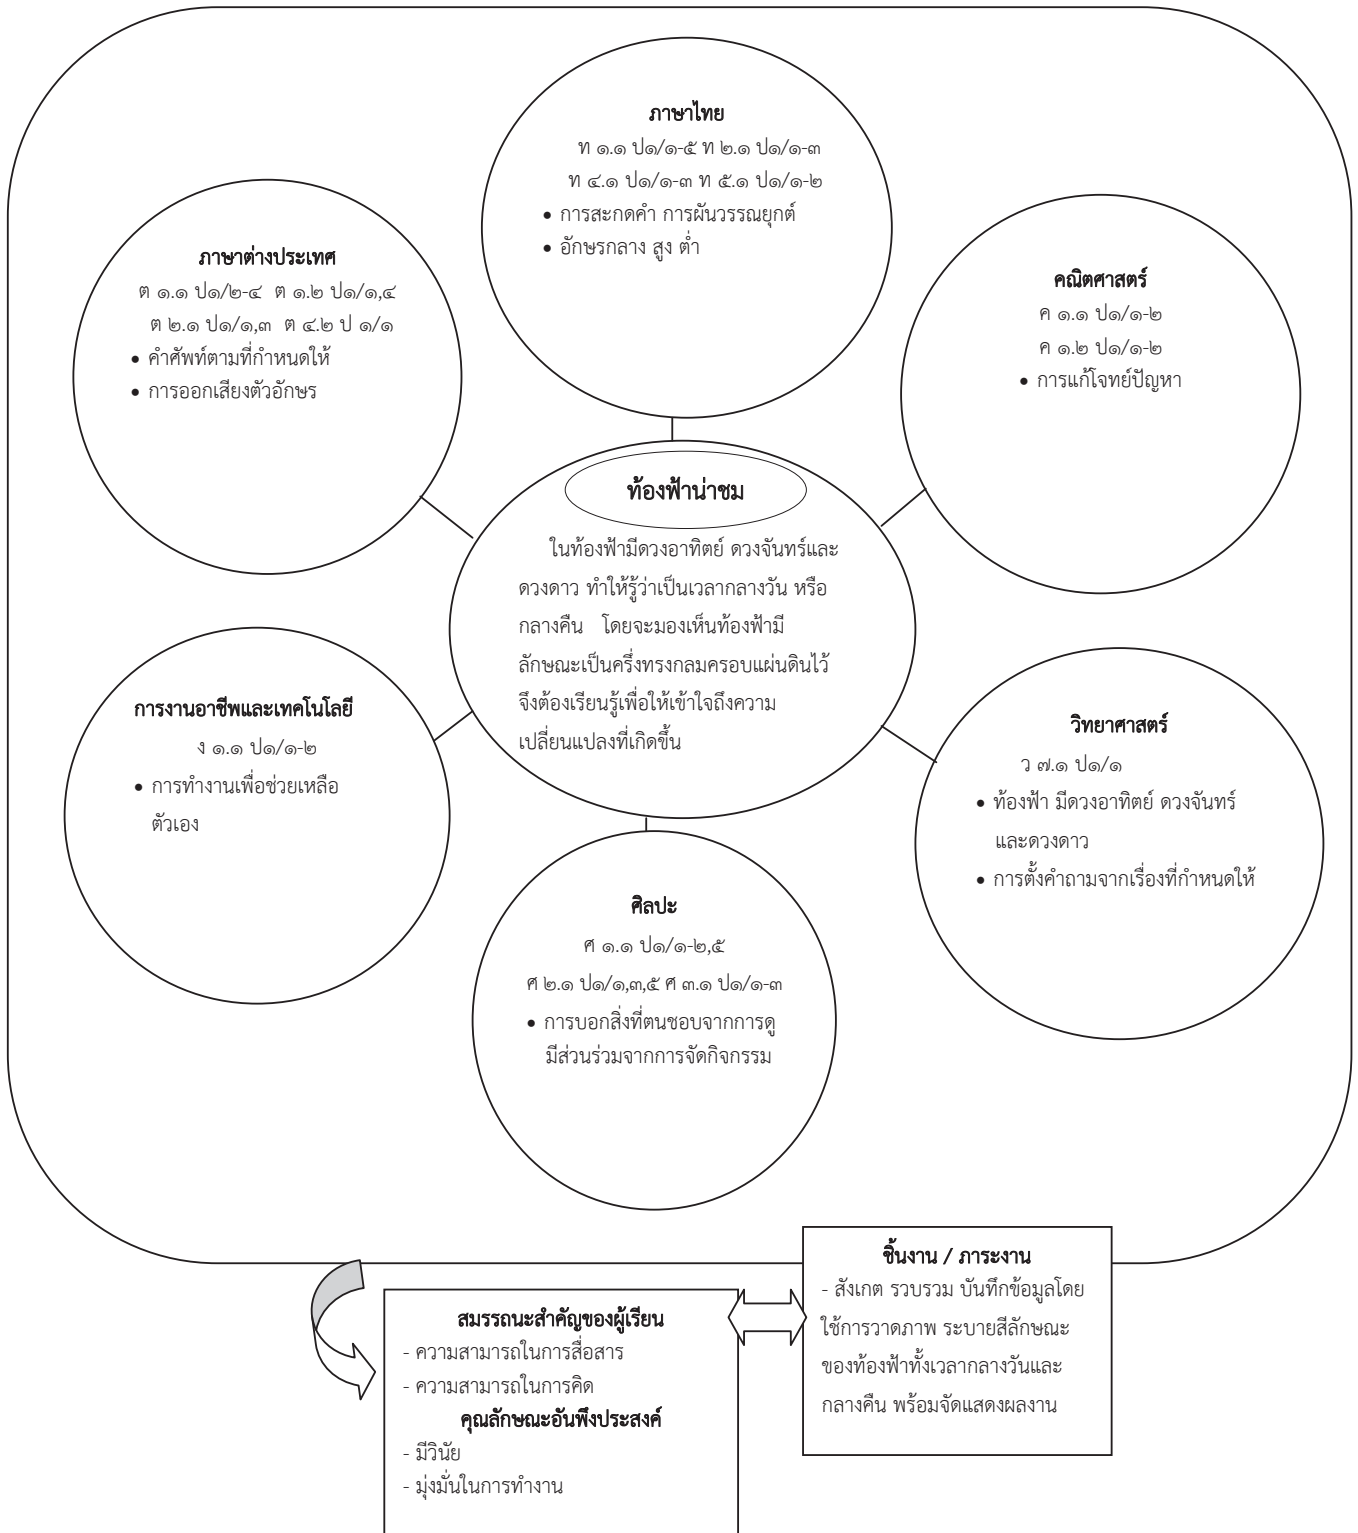 ภาษาไทย
ท ๑.๑ ป๑/๑-๕ ท ๒.๑ ป๑/๑-๓
ท ๔.๑ ป๑/๑-๓ ท ๕.๑ ป๑/๑-๒
• การสะกดคำ การผันวรรณยุกต์
• อักษรกลาง สูง ต่ำ
ภาษาต่างประเทศ
ต ๑.๑ ป๑/๒-๔ ต ๑.๒ ป๑/๑,๔
ต ๒.๑ ป๑/๑,๓ ต ๔.๒ ป ๑/๑
• คำศัพท์ตามที่กำหนดให้
• การออกเสียงตัวอักษร
คณิตศาสตร์
ค ๑.๑ ป๑/๑-๒
ค ๑.๒ ป๑/๑-๒
• การแก้โจทย์ปัญหา
ท้องฟ้าน่าชม
ในท้องฟ้ามีดวงอาทิตย์ ดวงจันทร์และ
ดวงดาว ทำให้รู้ว่าเป็นเวลากลางวัน หรือ
กลางคืน โดยจะมองเห็นท้องฟ้ามี
ลักษณะเป็นครึ่งทรงกลมครอบแผ่นดินไว้
จึงต้องเรียนรู้เพื่อให้เข้าใจถึงความ
เปลี่ยนแปลงที่เกิดขึ้น
การงานอาชีพและเทคโนโลยี
ง ๑.๑ ป๑/๑-๒
• การทำงานเพื่อช่วยเหลือ
ตัวเอง
วิทยาศาสตร์
ว ๗.๑ ป๑/๑
• ท้องฟ้า มีดวงอาทิตย์ ดวงจันทร์
และดวงดาว
• การตั้งคำถามจากเรื่องที่กำหนดให้
ศิลปะ
ศ ๑.๑ ป๑/๑-๒,๕
ศ ๒.๑ ป๑/๑,๓,๕ ศ ๓.๑ ป๑/๑-๓
• การบอกสิ่งที่ตนชอบจากการดู
มีส่วนร่วมจากการจัดกิจกรรม
ชิ้นงาน / ภาระงาน
- สังเกต รวบรวม บันทึกข้อมูลโดย
ใช้การวาดภาพ ระบายสีลักษณะ
ของท้องฟ้าทั้งเวลากลางวันและ
กลางคืน พร้อมจัดแสดงผลงาน
สมรรถนะสำคัญของผู้เรียน
- ความสามารถในการสื่อสาร
- ความสามารถในการคิด
คุณลักษณะอันพึงประสงค์
- มีวินัย
- มุ่งมั่นในการทำงาน